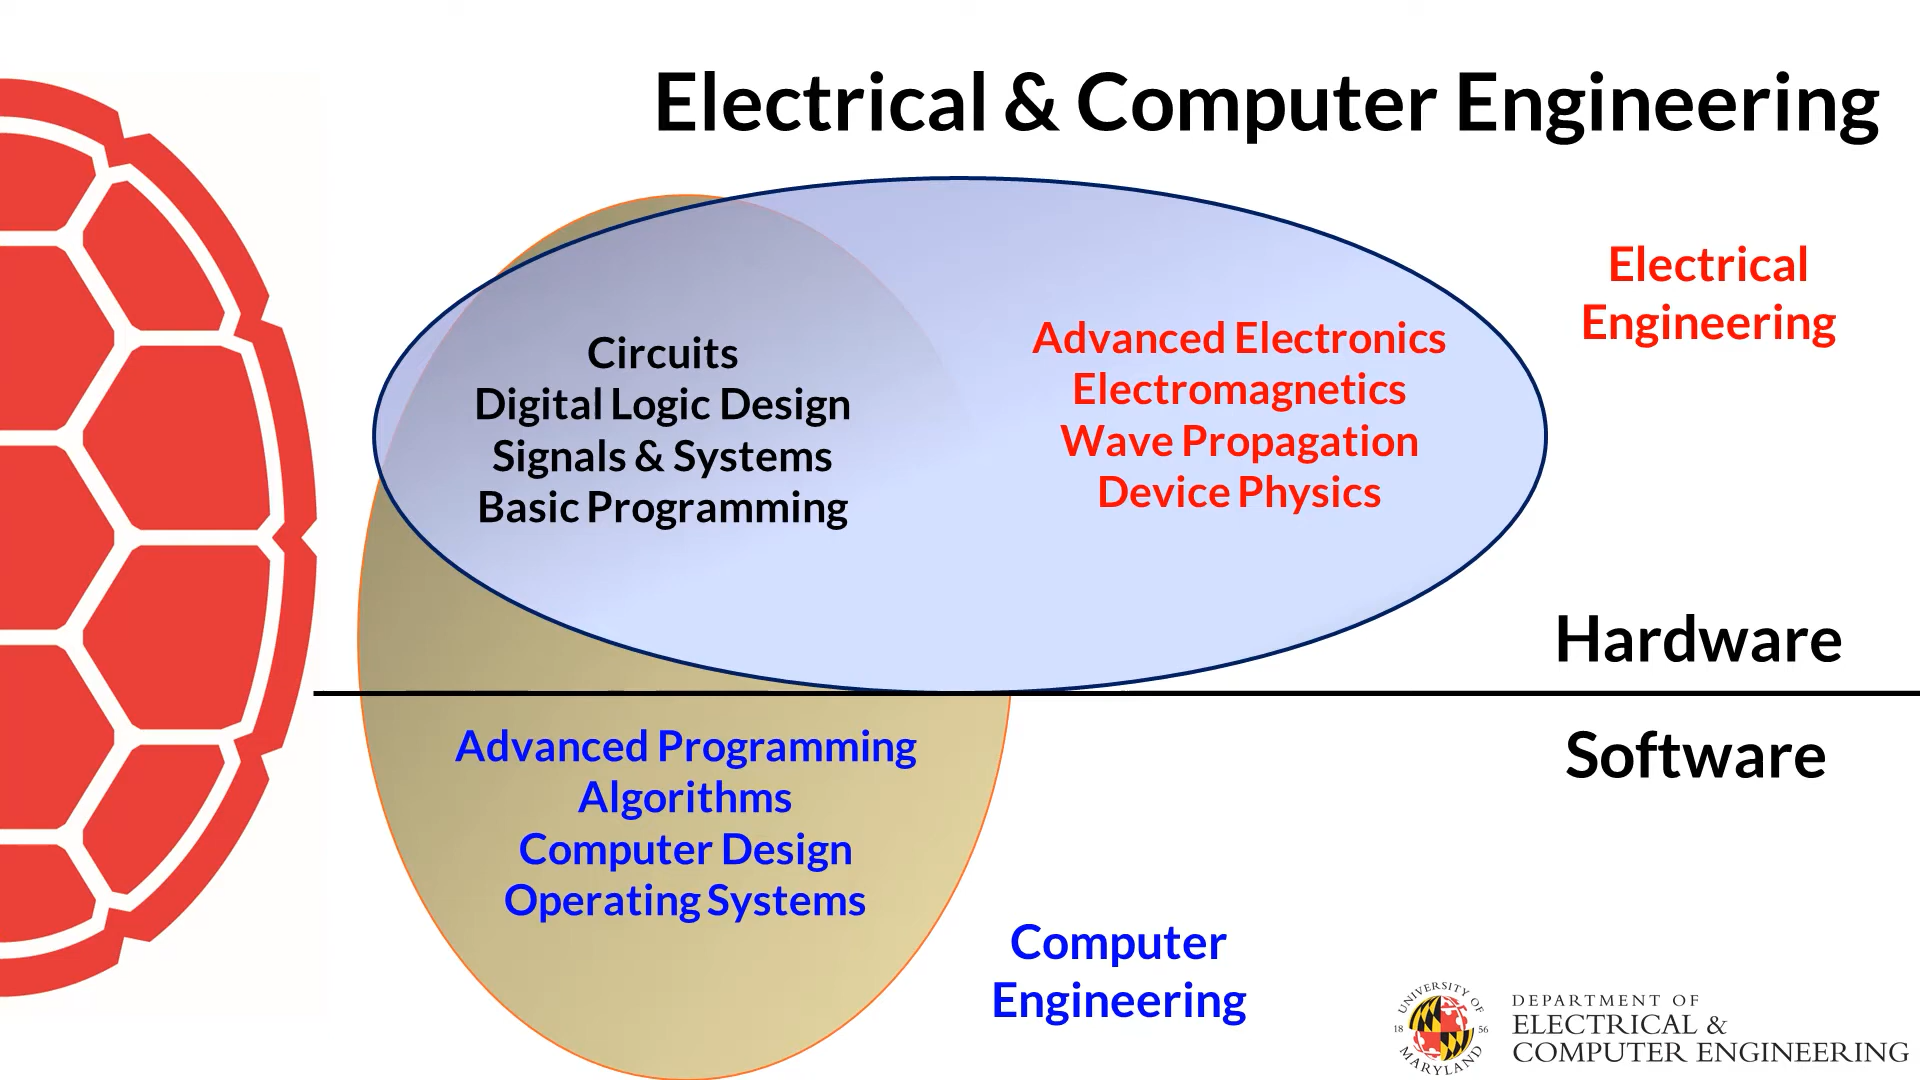 Electrical & Computer Engineering
Electrical
Engineering
Circuits
Digital Logic Design
Signals & Systems
Basic Programming
Advanced Electronics
Electromagnetics
Wave Propagation
Device Physics
Hardware
Software
Advanced Programming
Algorithms
Computer Design
Operating Systems
Computer
Engineering
UNIVERSITY OF
18 56
MARYLAND
DEPARTMENT OF
ELECTRICAL &
COMPUTER ENGINEERING